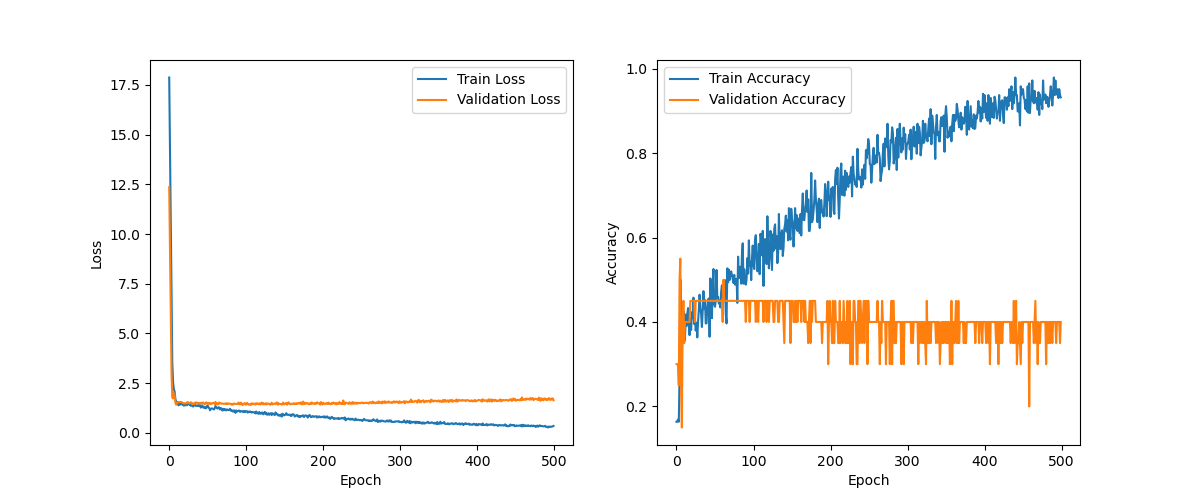 Train Loss
Validation Loss
17.5
15.0
12.5
10.0
7.5
5.0
2.5
0.0
Loss
0 100 200 300 400 500
Epoch
Train Accuracy
Validation Accuracy
1.0
0.8
0.6
0.4
0.2
Accuracy
0 100 200 300 400 500
Epoch